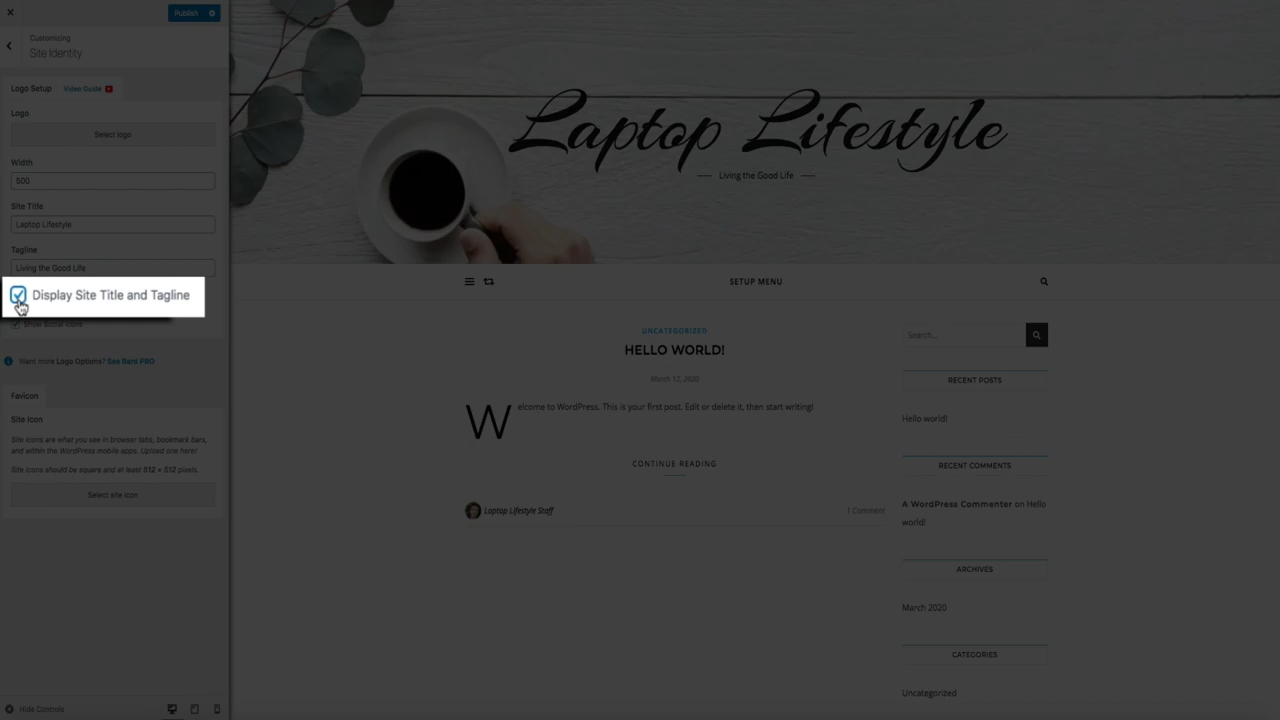 Publish
Customizing
Site Identity
Logo Setup
Video Guide
Logo
Select logo
Width
500
Site Title
Laptop Lifestyle
Tagline
Living the Good Life
Display Site Title and Tagline
Show Social Icons
Want more Logo Options? See Bard PRO
Favicon
Site Icon
Site Icons are what you see in browser tabs, bookmark bars,
and within the WordPress mobile apps. Upload one here!
Site Icons should be square and at least 512 × 512 pixels.
Select site icon
Hide Controls
Laptop Lifestyle
Living the Good Life
SETUP MENU
UNCATEGORIZED
HELLO WORLD!
March 12, 2020
Welcome to WordPress. This is your first post. Edit or delete it, then start writing!
CONTINUE READING
Laptop Lifestyle Staff
1 Comment
Search...
RECENT POSTS
Hello world!
RECENT COMMENTS
A WordPress Commenter on Hello
world!
ARCHIVES
March 2020
CATEGORIES
Uncategorized